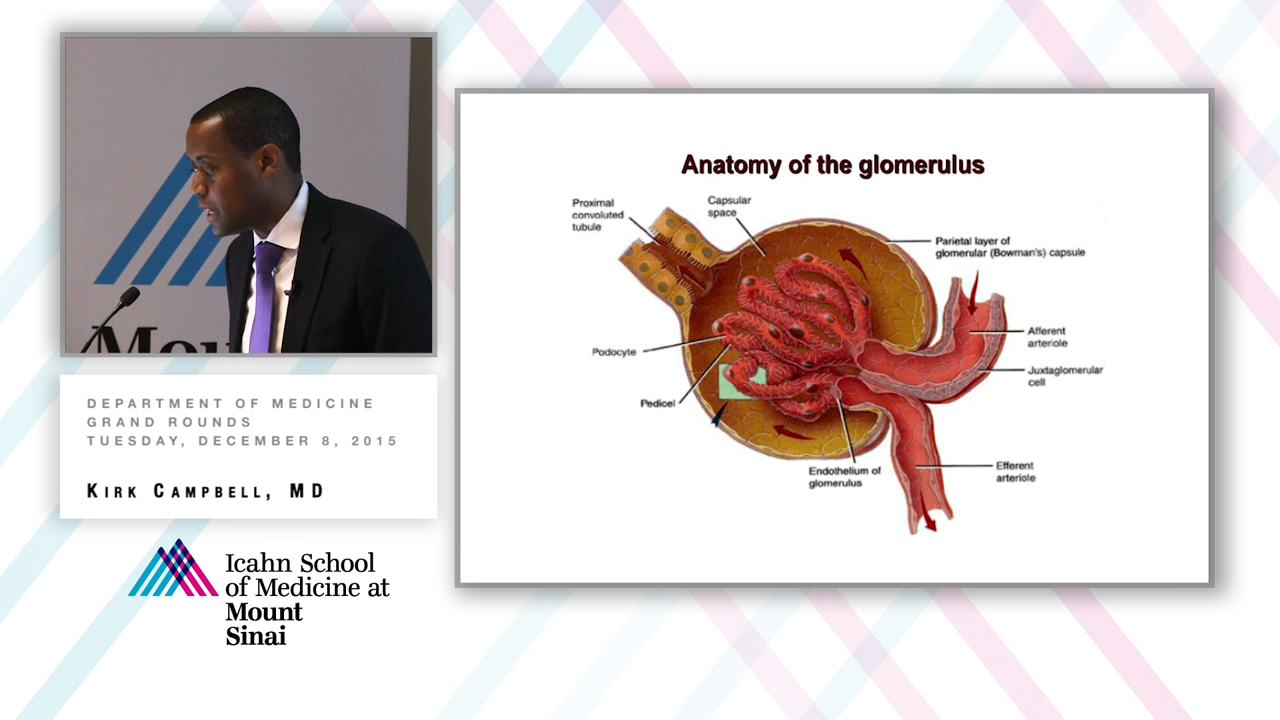 Mou
DEPARTMENT OF MEDICINE
GRAND ROUNDS
TUESDAY, DECEMBER 8, 2015
KIRK CAMPBELL, MD
Icahn School
of Medicine at
Mount
Sinai
Anatomy of the glomerulus
Proximal
convoluted
tubule
Capsular
space
Parietal layer of
glomerular (Bowman's) capsule
Afferent
arteriole
Juxtaglomerular
cell
Podocyte
Pedicel
Endothelium of
glomerulus
Efferent
arteriole